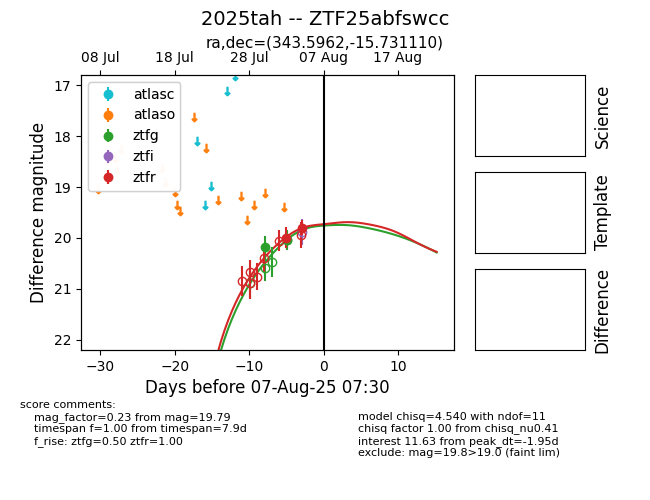 2025tah -- ZTF25abfswcc
ra,dec=(343.5962,-15.731110)
08 Jul
18 Jul
28 Jul
07 Aug
17 Aug
17
18
19
20
21
22
Difference magnitude
atlasc
atlaso
ztfg
ztfi
ztfr
−30
−20
−10
0
10
Days before 07-Aug-25 07:30
Science
Template
Difference
score comments:
mag_factor=0.23 from mag=19.79
timespan f=1.00 from timespan=7.9d
f_rise: ztfg=0.50 ztfr=1.00
model chisq=4.540 with ndof=11
chisq factor 1.00 from chisq_nu0.41
interest 11.63 from peak_dt=-1.95d
exclude: mag=19.8>19.0 (faint lim)